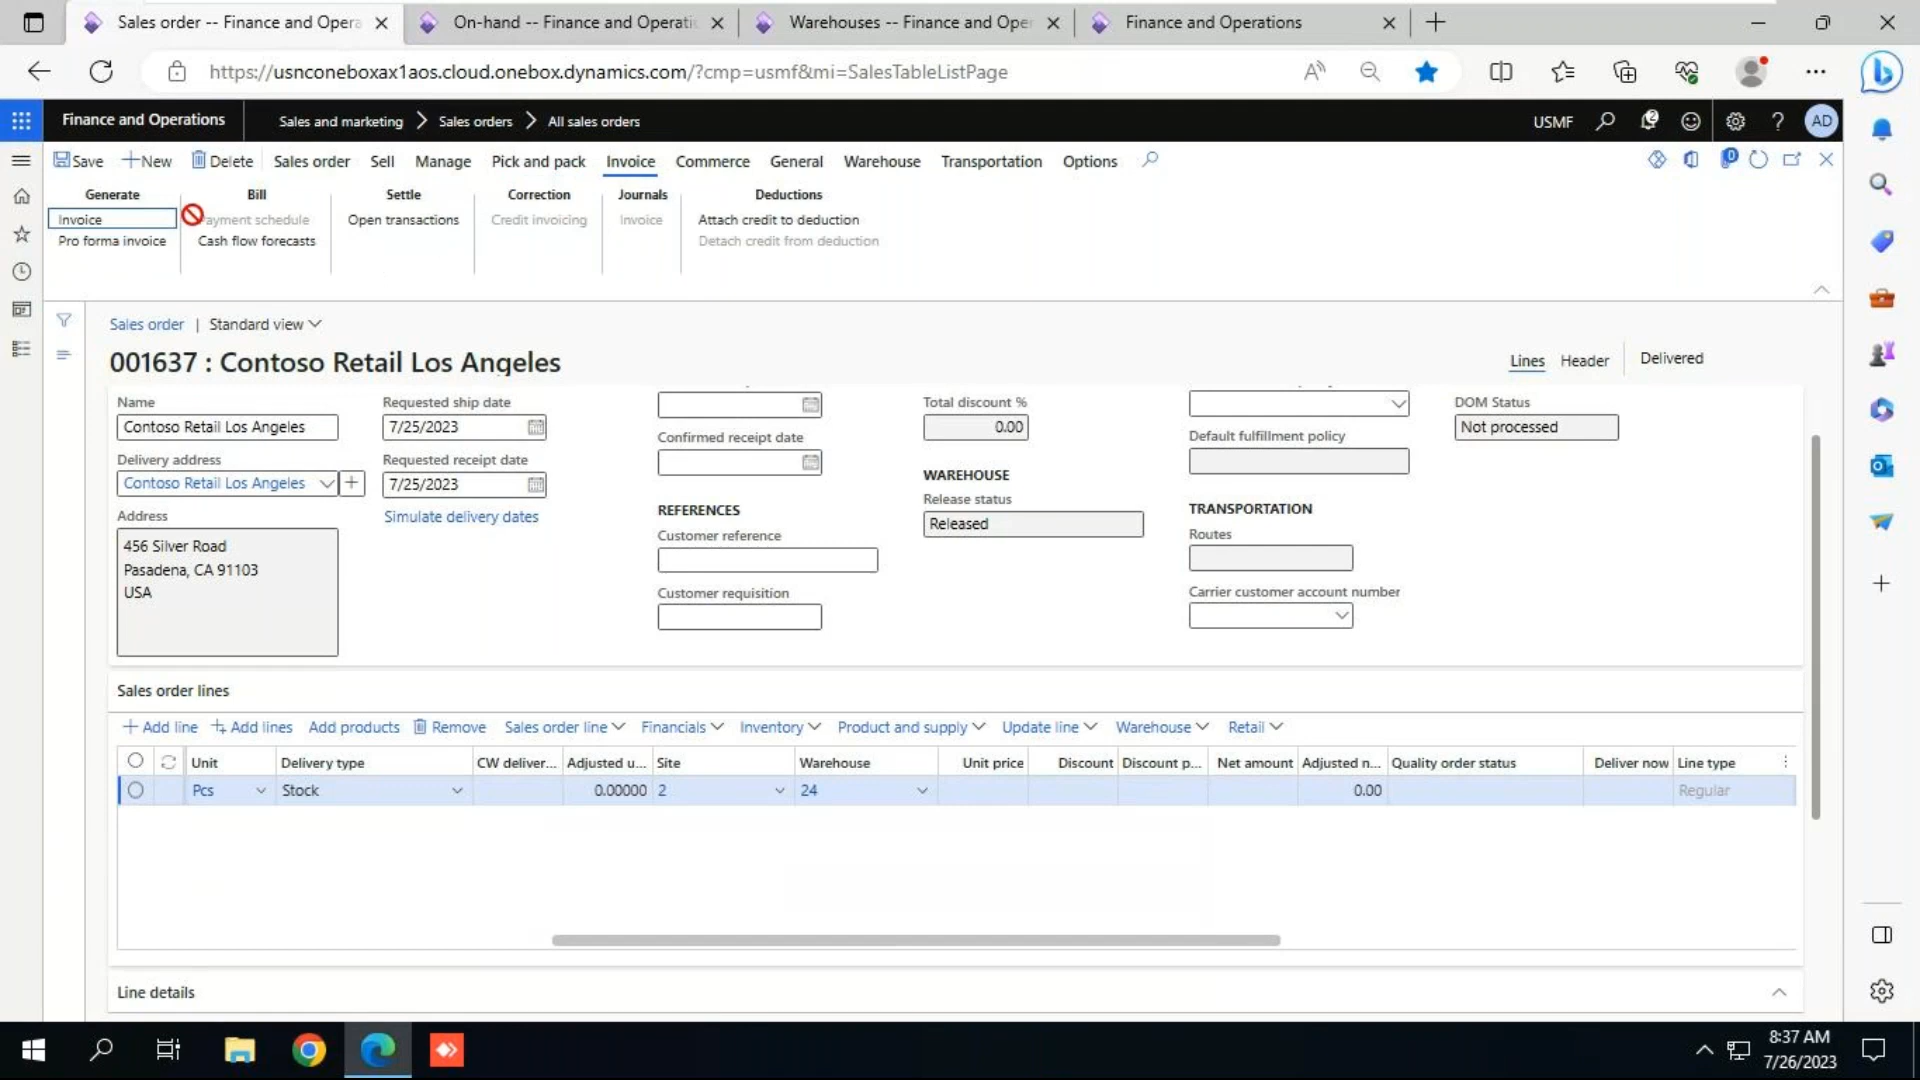 Sales order -- Finance and Opera
On-hand -- Finance and Operati
Warehouses -- Finance and Oper
Finance and Operations
https://usnconeboxax1aos.cloud.onebox.dynamics.com/?cmp=usmf&mi=SalesTableListPage
Finance and Operations
Sales and marketing
Sales orders
All sales orders
USMF
2
?
AD
Save
New
Delete
Sales order
Sell
Manage
Pick and pack
Invoice
Commerce
General
Warehouse
Transportation
Options
0
Generate
Invoice
Pro forma invoice
Bill
ayment schedule
Cash flow forecasts
Settle
Open transactions
Correction
Credit invoicing
Journals
Invoice
Deductions
Attach credit to deduction
Detach credit from deduction
Sales order | Standard view
001637 : Contoso Retail Los Angeles
Lines
Header
Delivered
Name
Contoso Retail Los Angeles
Delivery address
Contoso Retail Los Angeles
Address
456 Silver Road
Pasadena, CA 91103
USA
Requested ship date
7/25/2023
Requested receipt date
7/25/2023
Simulate delivery dates
Confirmed receipt date
REFERENCES
Customer reference
Customer requisition
Total discount %
0.00
WAREHOUSE
Release status
Released
Default fulfillment policy
TRANSPORTATION
Routes
Carrier customer account number
DOM Status
Not processed
Sales order lines
Add line
Add lines
Add products
Remove
Sales order line
Financials
Inventory
Product and supply
Update line
Warehouse
Retail
Unit
Delivery type
CW deliver...
Adjusted u...
Site
Warehouse
Unit price
Discount
Discount p...
Net amount
Adjusted n...
Quality order status
Deliver now
Line type
Pcs
Stock
0.00000
2
24
0.00
Regular
Line details
8:37 AM
7/26/2023